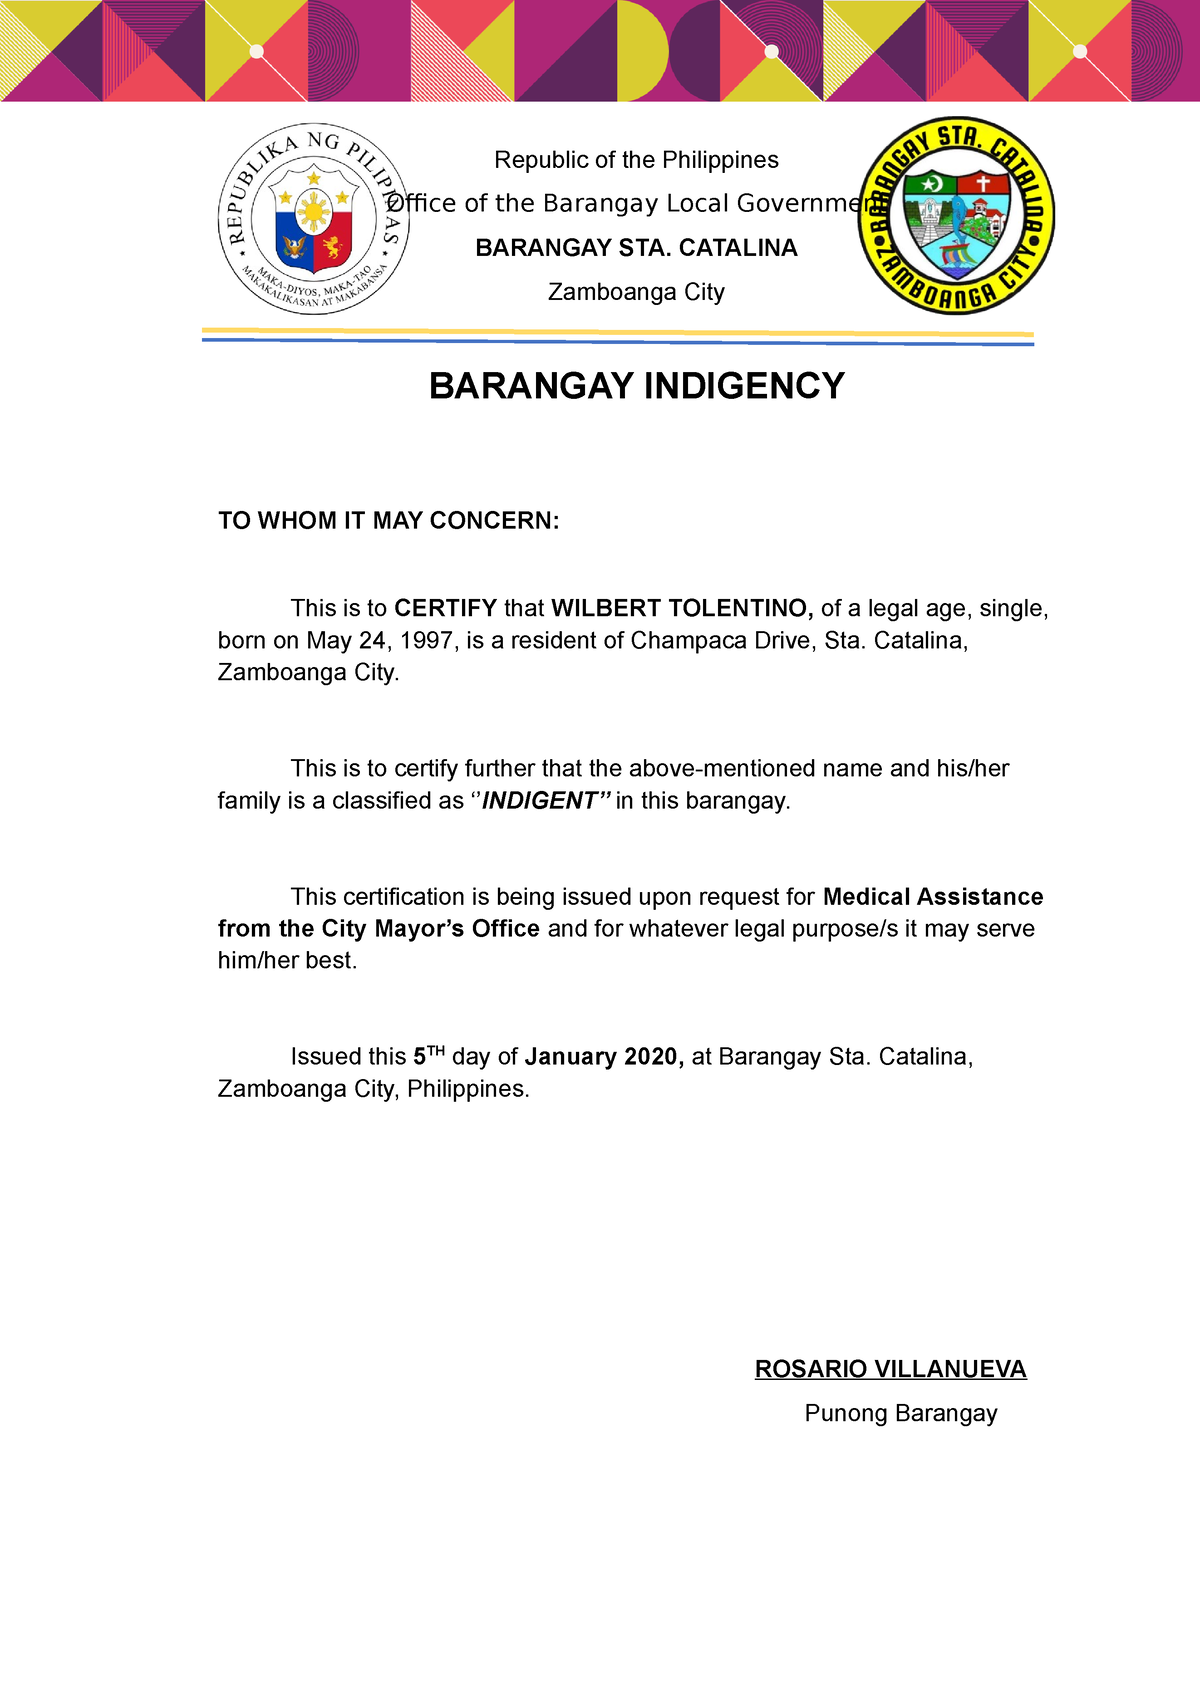 REPUBLIKA NG PILIPINAS
MAKA-DIYOS, MAKA-TAO
MAKAKALIKASAN AT MAKABANSA
Republic of the Philippines
Office of the Barangay Local Government
BARANGAY STA. CATALINA
Zamboanga City
BARANGAY STA. CATALINA
ZAMBOANGA CITY
BARANGAY INDIGENCY
TO WHOM IT MAY CONCERN:
This is to CERTIFY that WILBERT TOLENTINO, of a legal age, single,
born on May 24, 1997, is a resident of Champaca Drive, Sta. Catalina,
Zamboanga City.
This is to certify further that the above-mentioned name and his/her
family is a classified as ‘’INDIGENT’’ in this barangay.
This certification is being issued upon request for Medical Assistance
from the City Mayor’s Office and for whatever legal purpose/s it may serve
him/her best.
Issued this 5TH day of January 2020, at Barangay Sta. Catalina,
Zamboanga City, Philippines.
ROSARIO VILLANUEVA
Punong Barangay